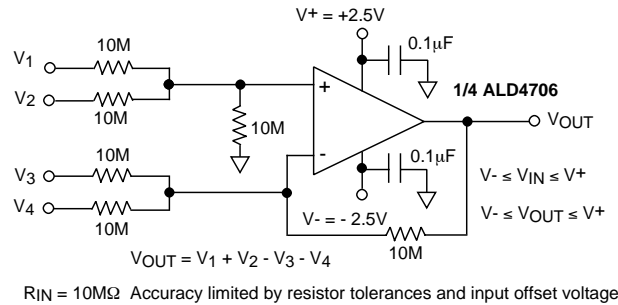 V+ = +2.5V
0.1µF
V1
10M
V2
10M
+
1/4 ALD4706
VOUT
10M
-
V3
10M
V4
10M
0.1µF
V- ≤ VIN ≤ V+
V- = - 2.5V
V- ≤ VOUT ≤ V+
10M
VOUT = V1 + V2 - V3 - V4
RIN = 10MΩ Accuracy limited by resistor tolerances and input offset voltage